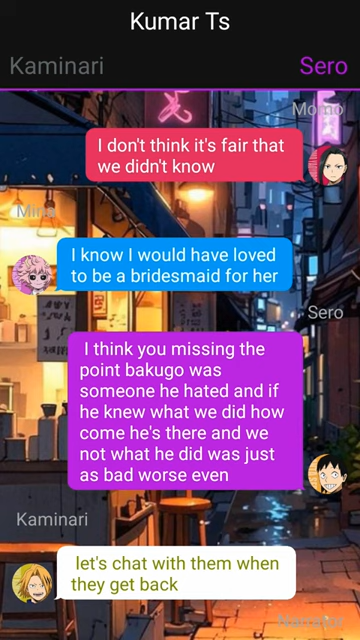 Kumar Ts
Kaminari
Sero
Momo
I don't think it's fair that
we didn't know
Mina
I know I would have loved
to be a bridesmaid for her
Sero
I think you missing the
point bakugo was
someone he hated and if
he knew what we did how
come he's there and we
not what he did was just
as bad worse even
Kaminari
let's chat with them when
they get back
Narrator